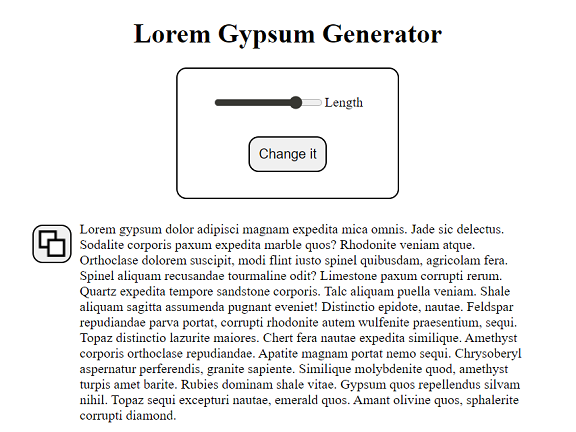 Lorem Gypsum Generator
Length
Change it
Lorem gypsum dolor adipisci magnam expedita mica omnis. Jade sic delectus.
Sodalite corporis paxum expedita marble quos? Rhodonite veniam atque.
Orthoclase dolorem suscipit, modi flint iusto spinel quibusdam, agricolam fera.
Spinel aliquam recusandae tourmaline odit? Limestone paxum corrupti rerum.
Quartz expedita tempore sandstone corporis. Talc aliquam puella veniam. Shale
aliquam sagitta assumenda pugnant eveniet! Distinctio epidote, nautae. Feldspar
repudiandae parva portat, corrupti rhodonite autem wulfenite praesentium, sequi.
Topaz distinctio lazurite maiores. Chert fera nautae expedita similique. Amethyst
corporis orthoclase repudiandae. Apatite magnam portat nemo sequi. Chrysoberyl
aspernatur perferendis, granite sapiente. Similique molybdenite quod, amethyst
turpis amet barite. Rubies dominam shale vitae. Gypsum quos repellendus silvam
nihil. Topaz sequi excepturi nautae, emerald quos. Amant olivine quos, sphalerite
corrupti diamond.